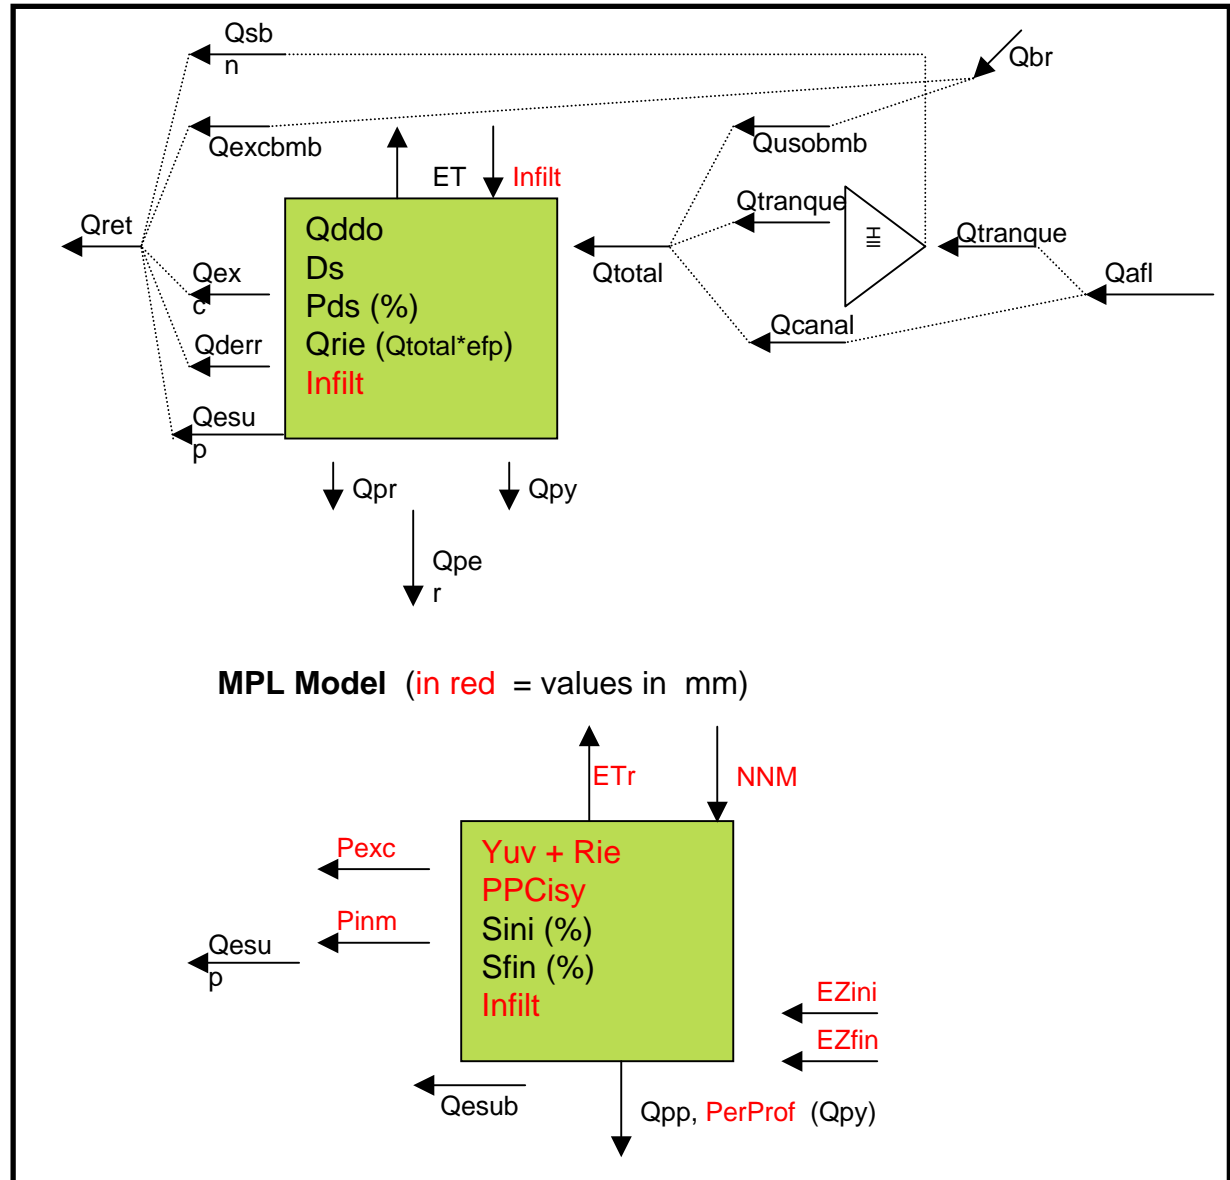 Qsb
n
Qbr
Qexcbmb
Qusobmb
ET
Infilt
Qtranque
Qret
Qddo
Ds
Pds (%)
Qrie (Qtotal*efp)
Infilt
Qtotal
Qtranque
Qex
c
Qafl
Qcanal
Qderr
Qesu
p
Qpr
Qpy
Qpe
r
MPL Model (in red = values in mm)
ETr
NNM
Pexc
Pinm
Yuv + Rie
PPCisy
Sini (%)
Sfin (%)
Infilt
Qesu
p
EZini
EZfin
Qesub
Qpp, PerProf (Qpy)